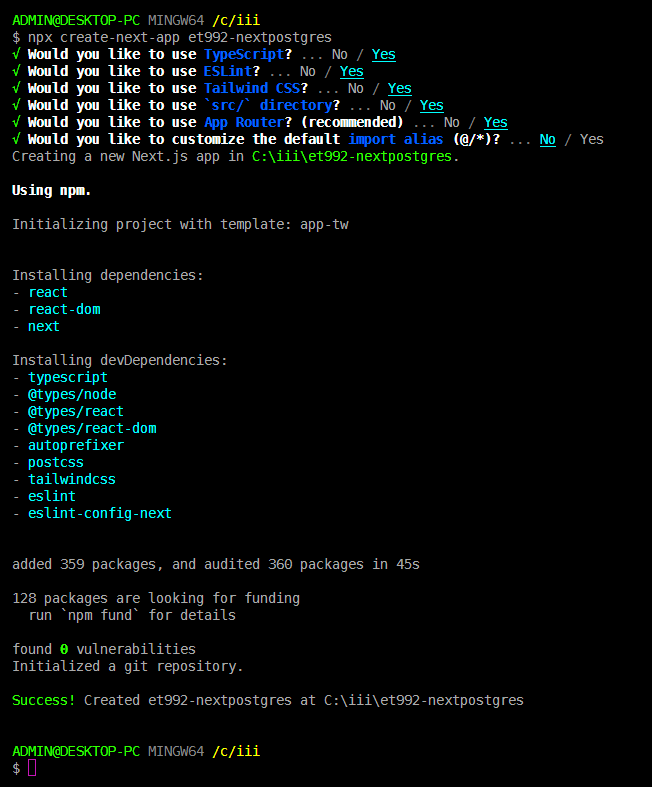 ADMIN@DESKTOP-PC MINGW64 /c/iii
$ npx create-next-app et992-nextpostgres
√ Would you like to use TypeScript? ... No / Yes
√ Would you like to use ESLint? ... No / Yes
√ Would you like to use Tailwind CSS? ... No / Yes
√ Would you like to use `src/` directory? ... No / Yes
√ Would you like to use App Router? (recommended) ... No / Yes
√ Would you like to customize the default import alias (@/*)? ... No / Yes
Creating a new Next.js app in C:\iii\et992-nextpostgres.
Using npm.
Initializing project with template: app-tw
Installing dependencies:
- react
- react-dom
- next
Installing devDependencies:
- typescript
- @types/node
- @types/react
- @types/react-dom
- autoprefixer
- postcss
- tailwindcss
- eslint
- eslint-config-next
added 359 packages, and audited 360 packages in 45s
128 packages are looking for funding
  run `npm fund` for details
found 0 vulnerabilities
Initialized a git repository.
Success! Created et992-nextpostgres at C:\iii\et992-nextpostgres
ADMIN@DESKTOP-PC MINGW64 /c/iii
$